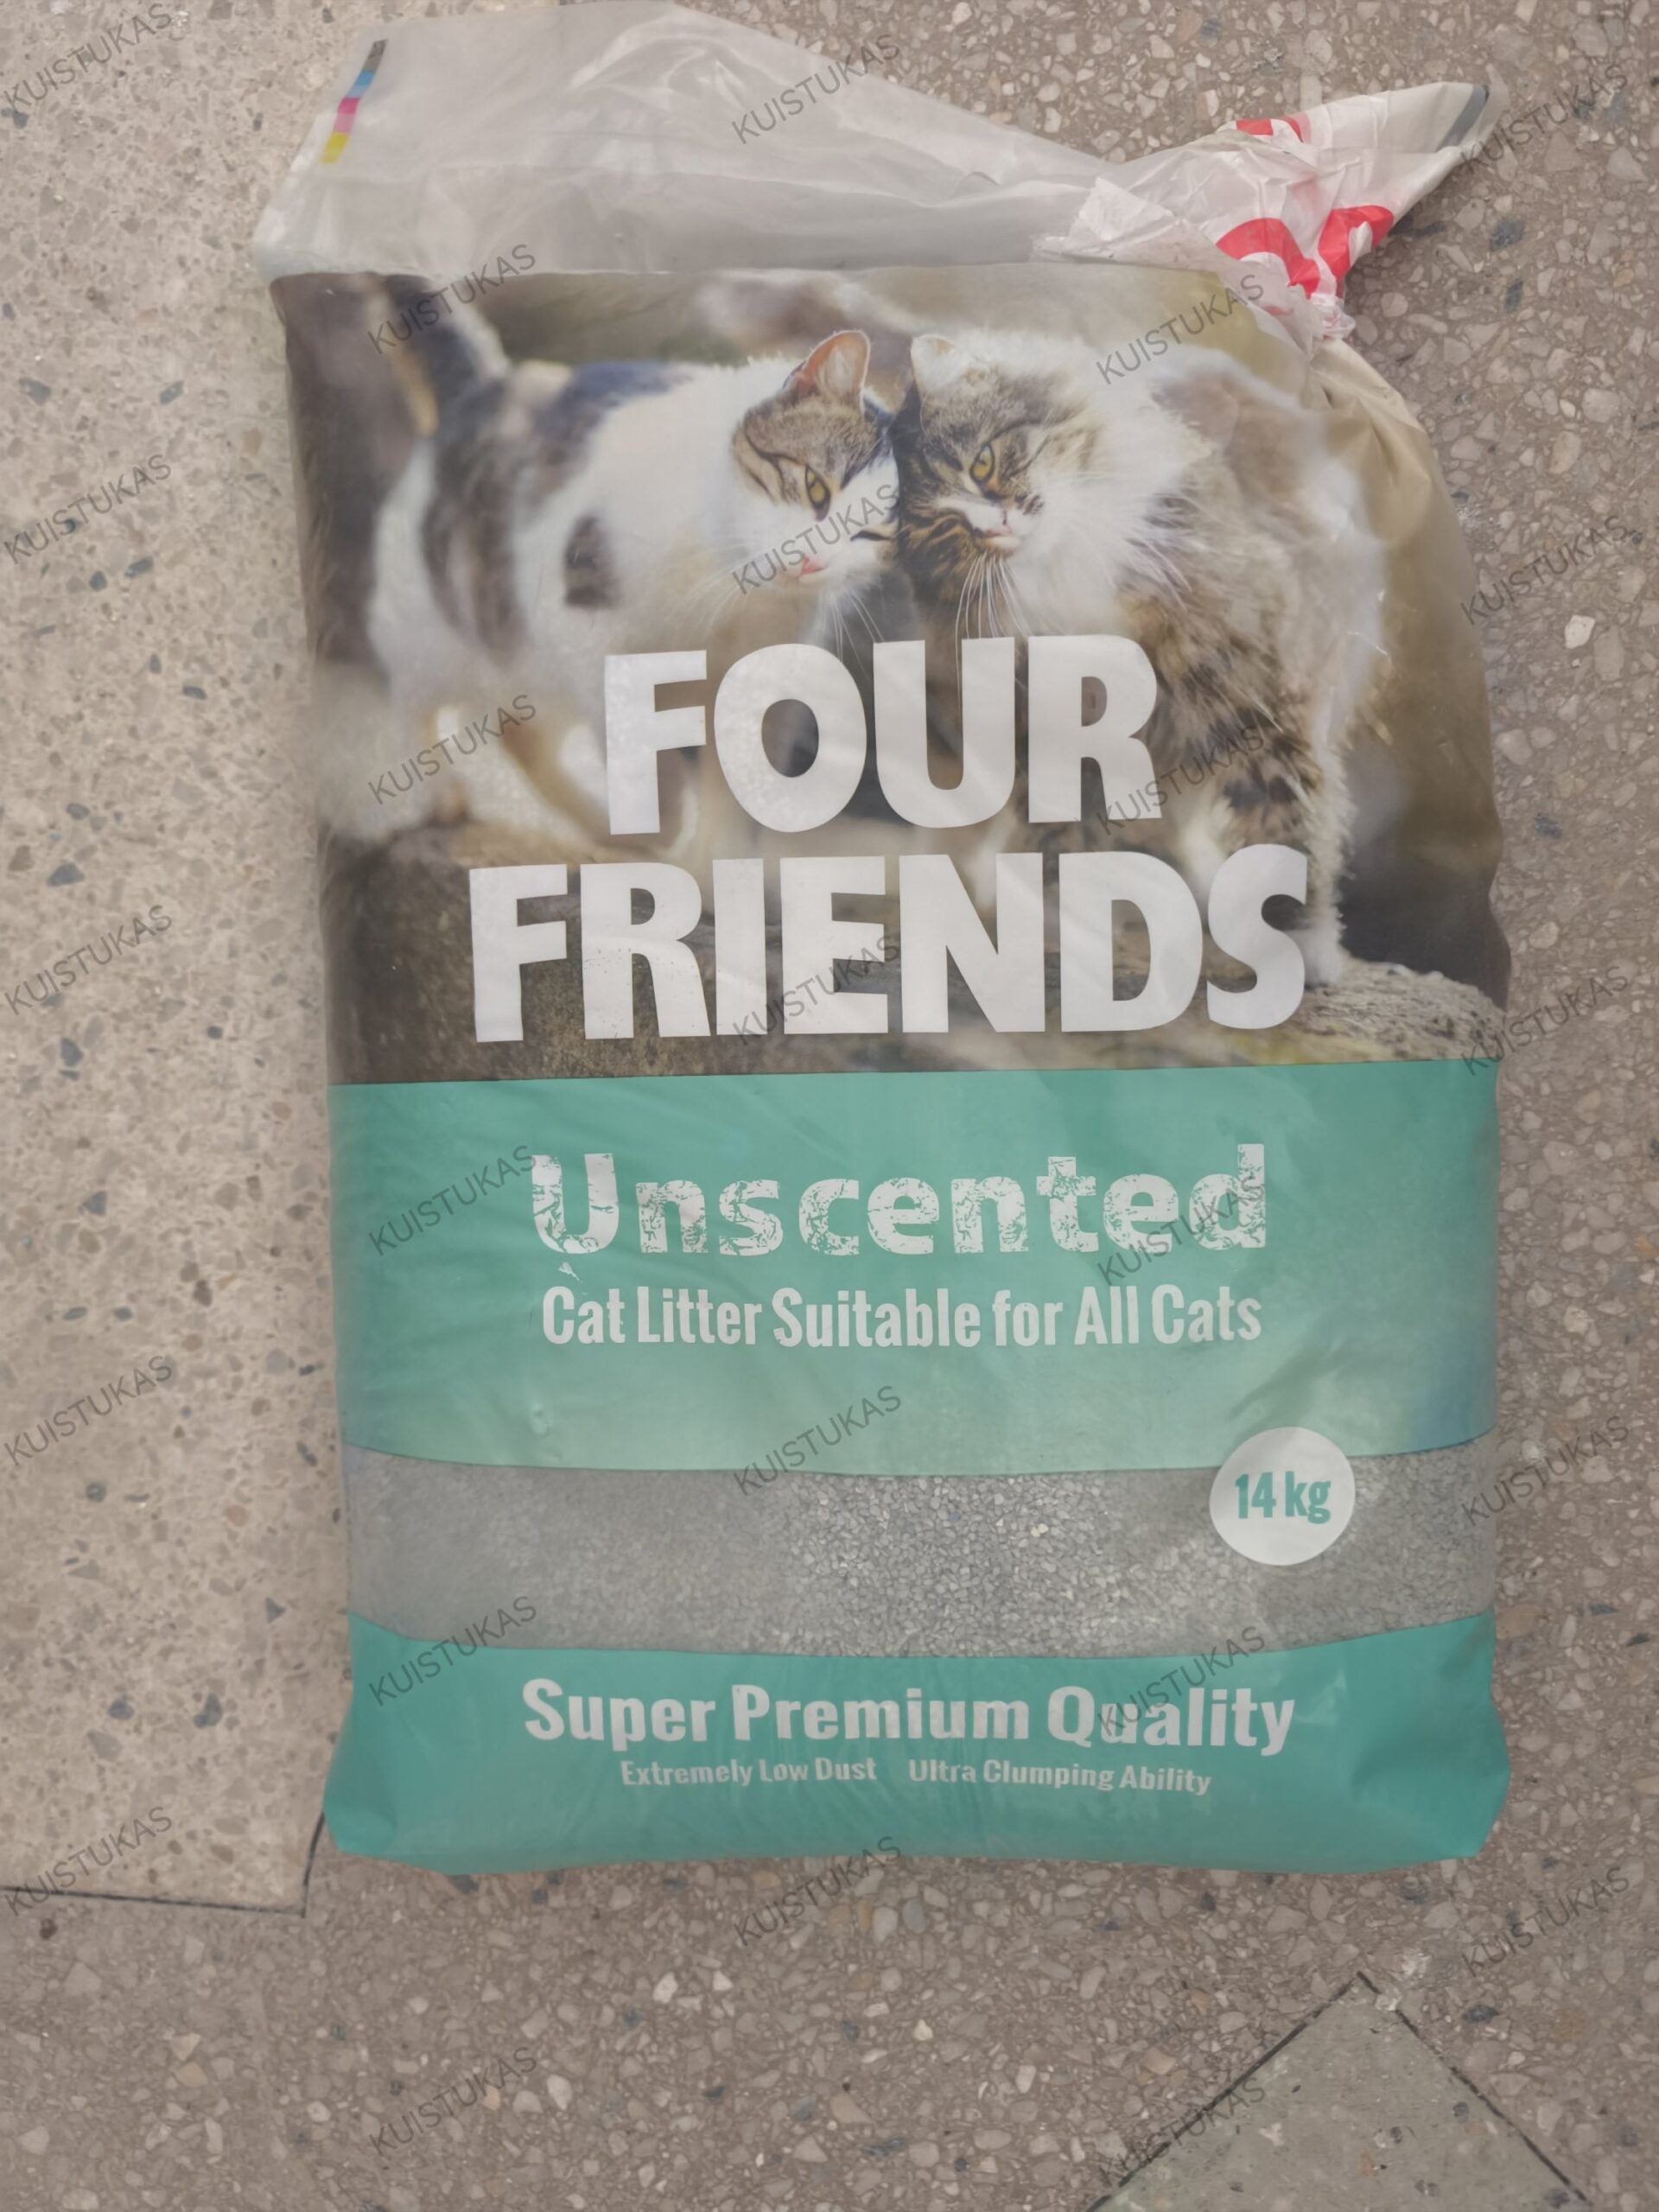 FOUR
FRIENDS
Unscented
Cat Litter Suitable for All Cats
14 kg
Super Premium Quality
Extremely Low Dust Ultra Clumping Ability
KUISTUKAS